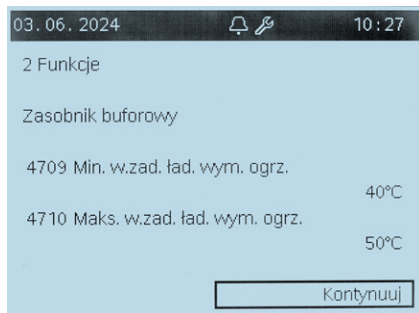 03.06.2024 10:27
2 Funkcje
Zasobnik buforowy
4709 Min. w.zad. ład. wym. ogrz.
40°C
4710 Maks. w.zad. ład. wym. ogrz.
50°C
Kontynuuj